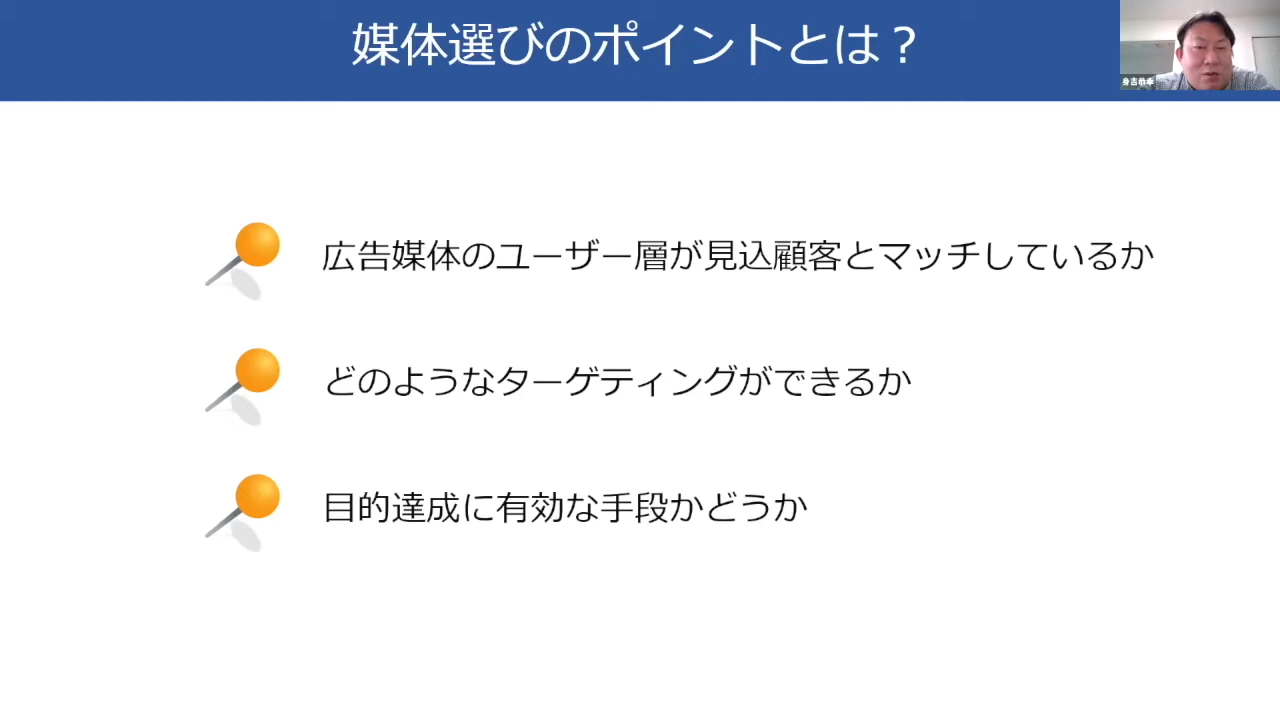 媒体選びのポイントとは？
広告媒体のユーザー層が見込顧客とマッチしているか
どのようなターゲティングができるか
目的達成に有効な手段かどうか